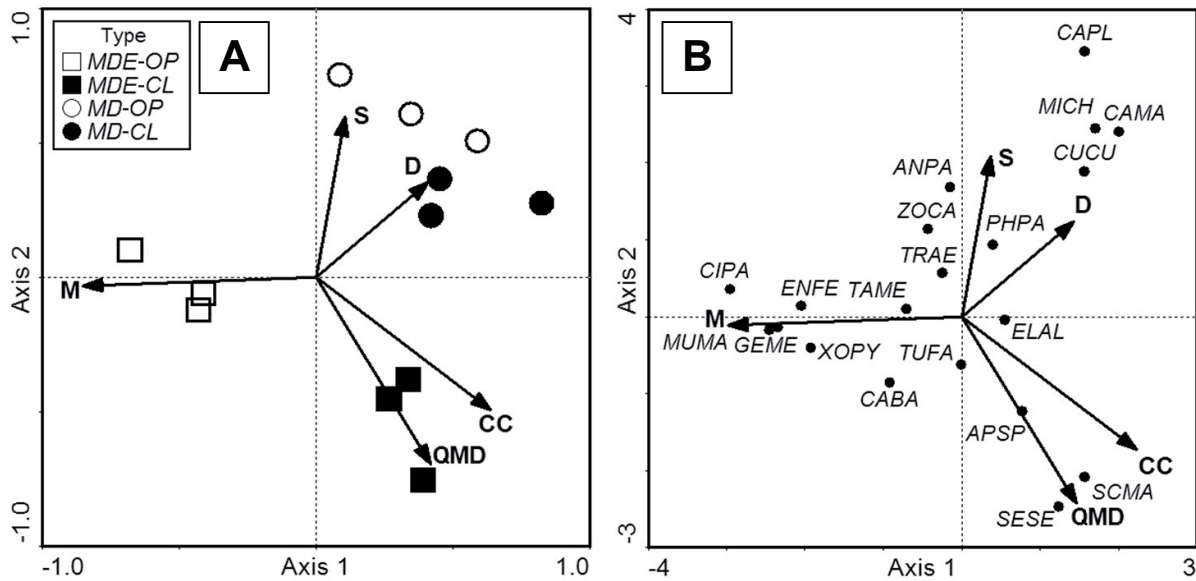 1.0
Type
MDE-OP
MDE-CL
MD-OP
MD-CL
A
S
D
M
CC
QMD
Axis 2
-1.0
-1.0
Axis 1
1.0
4
B
CAPL
MICH
CAMA
CUCU
S
ANPA
D
ZOCA
PHPA
TRAE
CIPA
ENFE
TAME
M
ELAL
MUMA
GEME
XOPY
TUFA
CABA
APSP
CC
SCMA
SESE
QMD
Axis 2
-3
-4
Axis 1
3